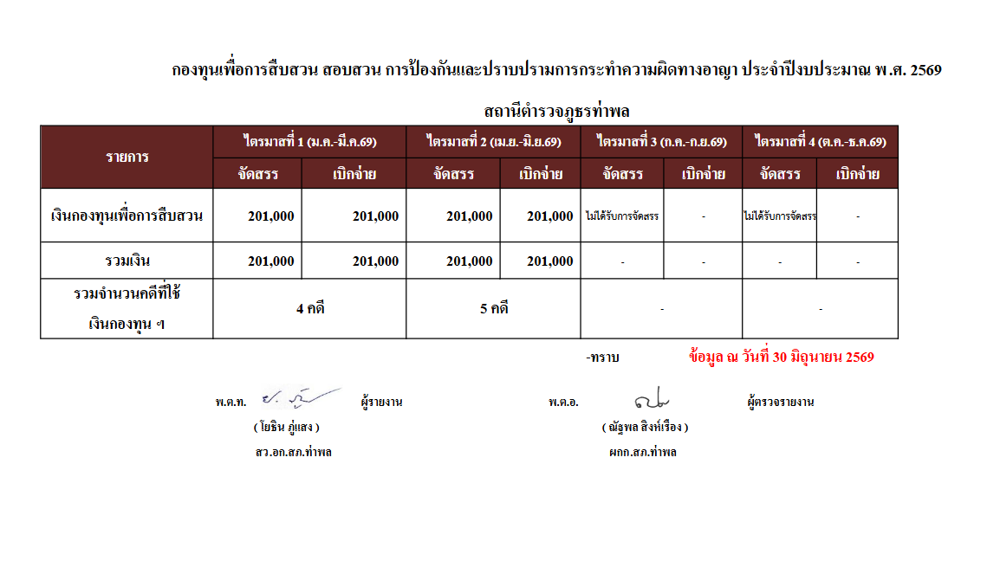 กองทุนเพื่อการสืบสวน สอบสวน การป้องกันและปราบปรามการกระทำความผิดทางอาญา ประจำปีงบประมาณ พ.ศ. 2569
สถานีตำรวจภูธรท่าพล
รายการ ไตรมาสที่ 1 (ม.ค.-มี.ค.69) ไตรมาสที่ 2 (เม.ย.-มิ.ย.69) ไตรมาสที่ 3 (ก.ค.-ก.ย.69) ไตรมาสที่ 4 (ต.ค.-ธ.ค.69)
จัดสรร เบิกจ่าย จัดสรร เบิกจ่าย จัดสรร เบิกจ่าย จัดสรร เบิกจ่าย
เงินกองทุนเพื่อการสืบสวน 201,000 201,000 201,000 201,000 ไม่ได้รับการจัดสรร - ไม่ได้รับการจัดสรร -
รวมเงิน 201,000 201,000 201,000 201,000 - - - -
รวมจำนวนคดีที่ใช้
เงินกองทุน ฯ 4 คดี 5 คดี - -
-ทราบ ข้อมูล ณ วันที่ 30 มิถุนายน 2569
พ.ต.ท. ผู้รายงาน พ.ต.อ. ผู้ตรวจรายงาน
( โยธิน ภู่แสง ) ( ณัฐพล สิงห์เรือง )
สว.อก.สภ.ท่าพล ผกก.สภ.ท่าพล